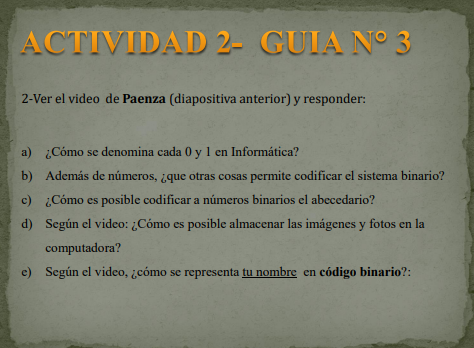 ACTIVIDAD 2-  GUIA N° 3
2-Ver el video  de Paenza (diapositiva anterior) y responder:
a) ¿Cómo se denomina cada 0 y 1 en Informática?
b) Además de números, ¿que otras cosas permite codificar el sistema binario?
c) ¿Cómo es posible codificar a números binarios el abecedario?
d) Según el video: ¿Cómo es posible almacenar las imágenes y fotos en la
computadora?
e) Según el video, ¿cómo se representa tu nombre  en código binario?: